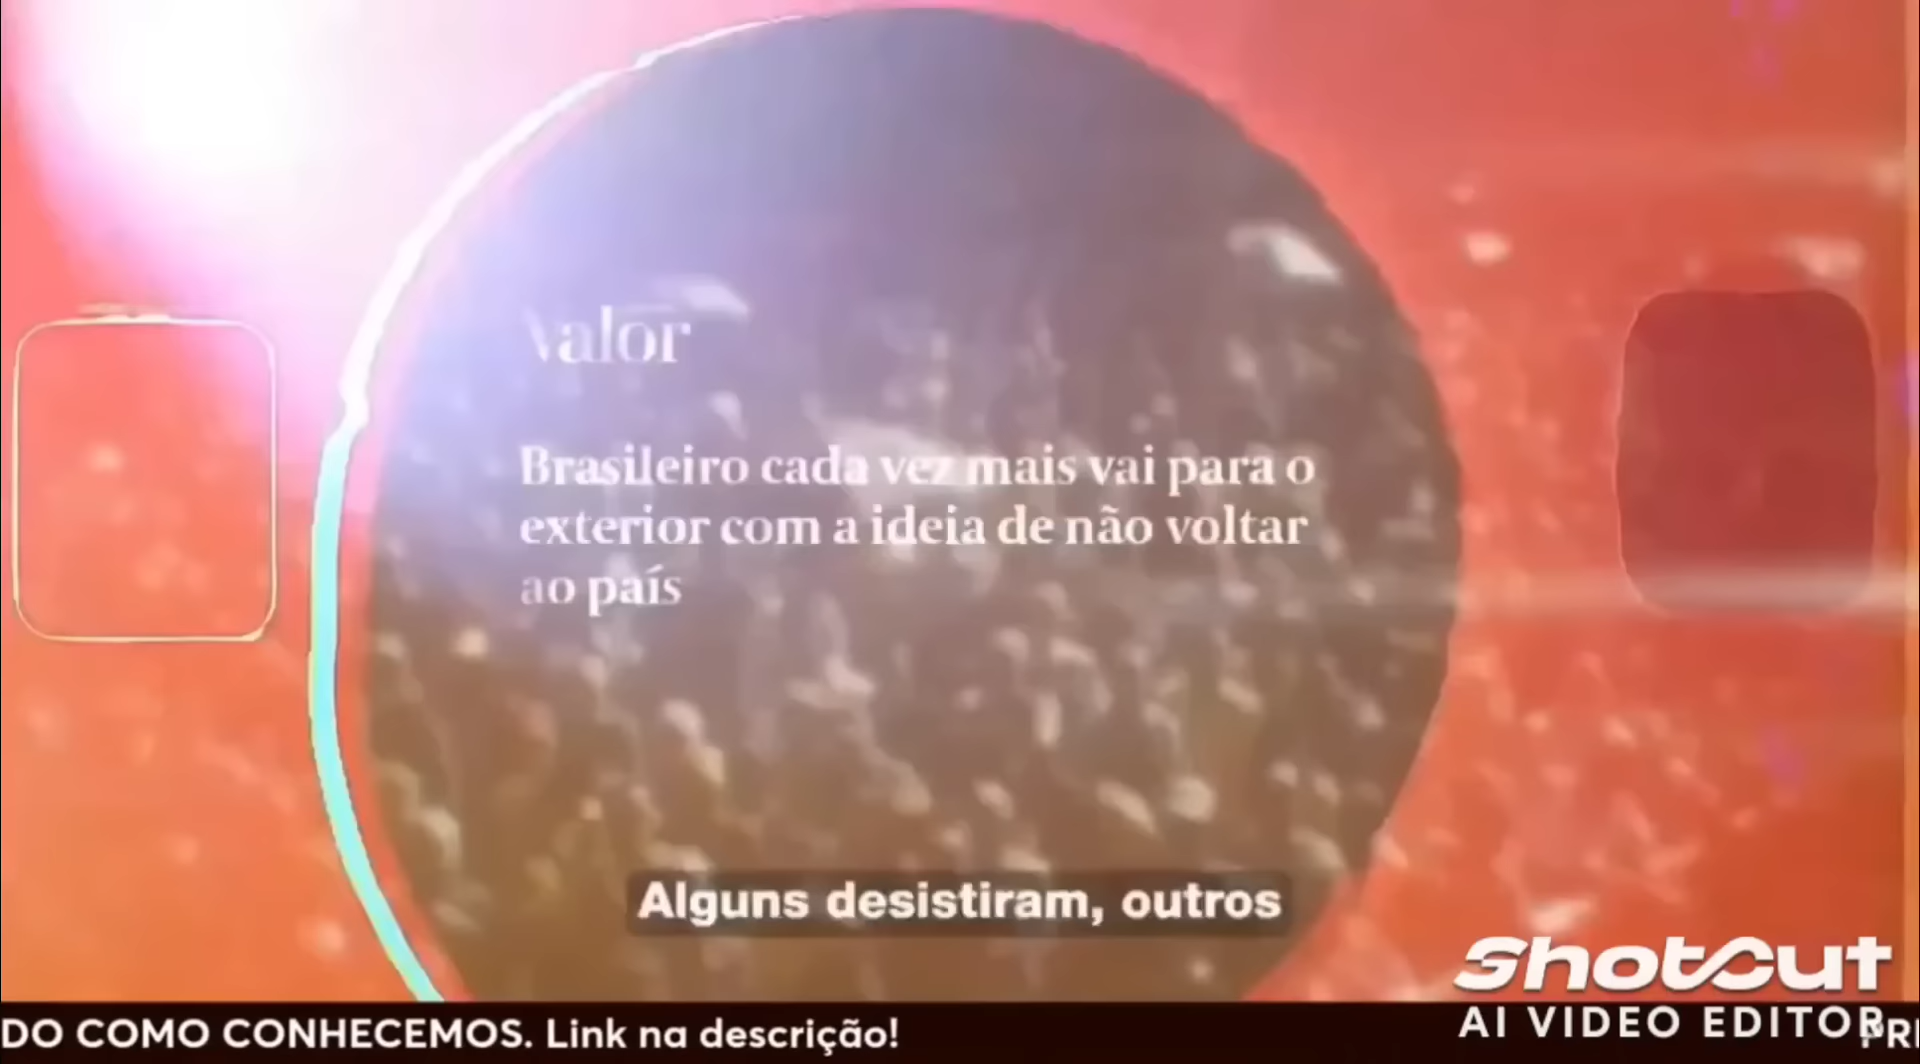 valor
Brasileiro cada vez mais vai para o
exterior com a ideia de não voltar
ao país
Alguns desistiram, outros
ShotCut
AI VIDEO EDITOR
DO COMO CONHECEMOS. Link na descrição!